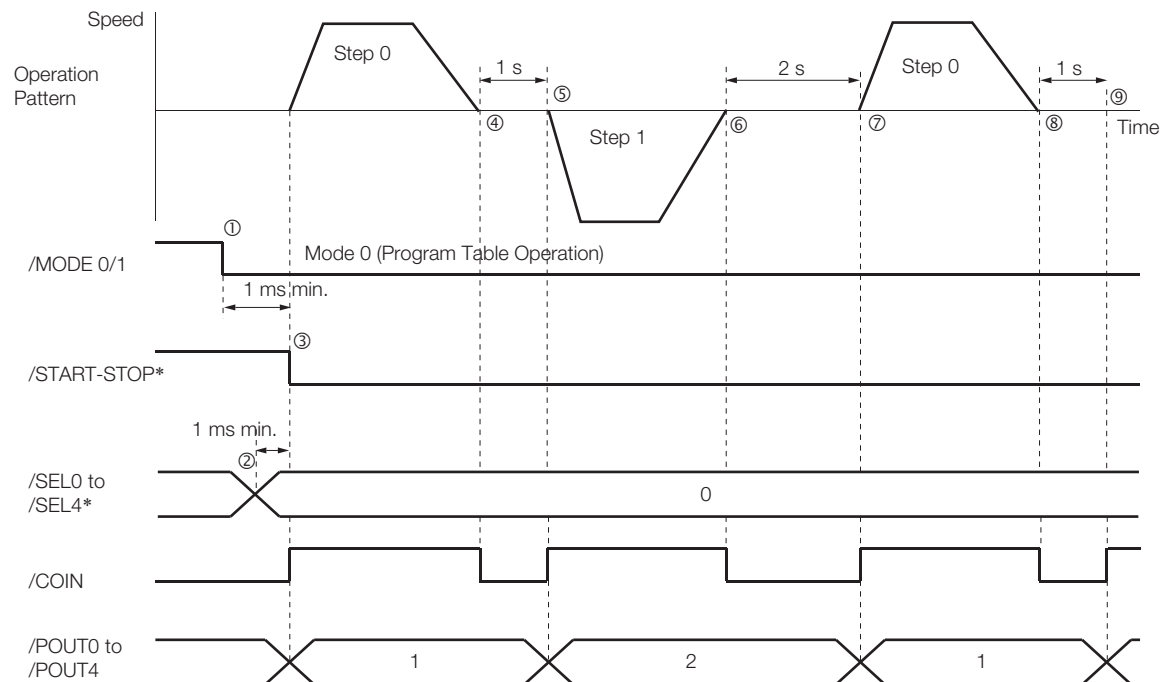 Speed
Operation
Pattern
Step 0
1 s
⑤
2 s
Step 0
1 s
⑨
④
Step 1
⑥
⑦
⑧
Time
①
/MODE 0/1
Mode 0 (Program Table Operation)
1 ms min.
③
/START-STOP*
1 ms min.
②
/SEL0 to
/SEL4*
0
/COIN
/POUT0 to
/POUT4
1
2
1